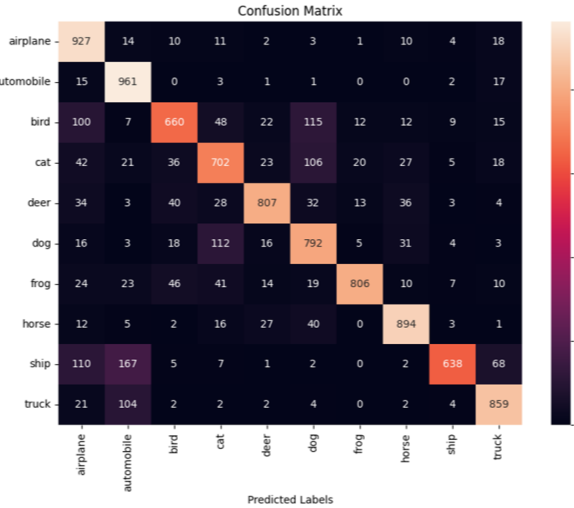 Confusion Matrix
airplane 927 14 10 11 2 3 1 10 4 18
utomobile 15 961 0 3 1 1 0 0 2 17
bird 100 7 660 48 22 115 12 12 9 15
cat 42 21 36 702 23 106 20 27 5 18
deer 34 3 40 28 807 32 13 36 3 4
dog 16 3 18 112 16 792 5 31 4 3
frog 24 23 46 41 14 19 806 10 7 10
horse 12 5 2 16 27 40 0 894 3 1
ship 110 167 5 7 1 2 0 2 638 68
truck 21 104 2 2 2 4 0 2 4 859
airplane automobile bird cat deer dog frog horse ship truck
Predicted Labels